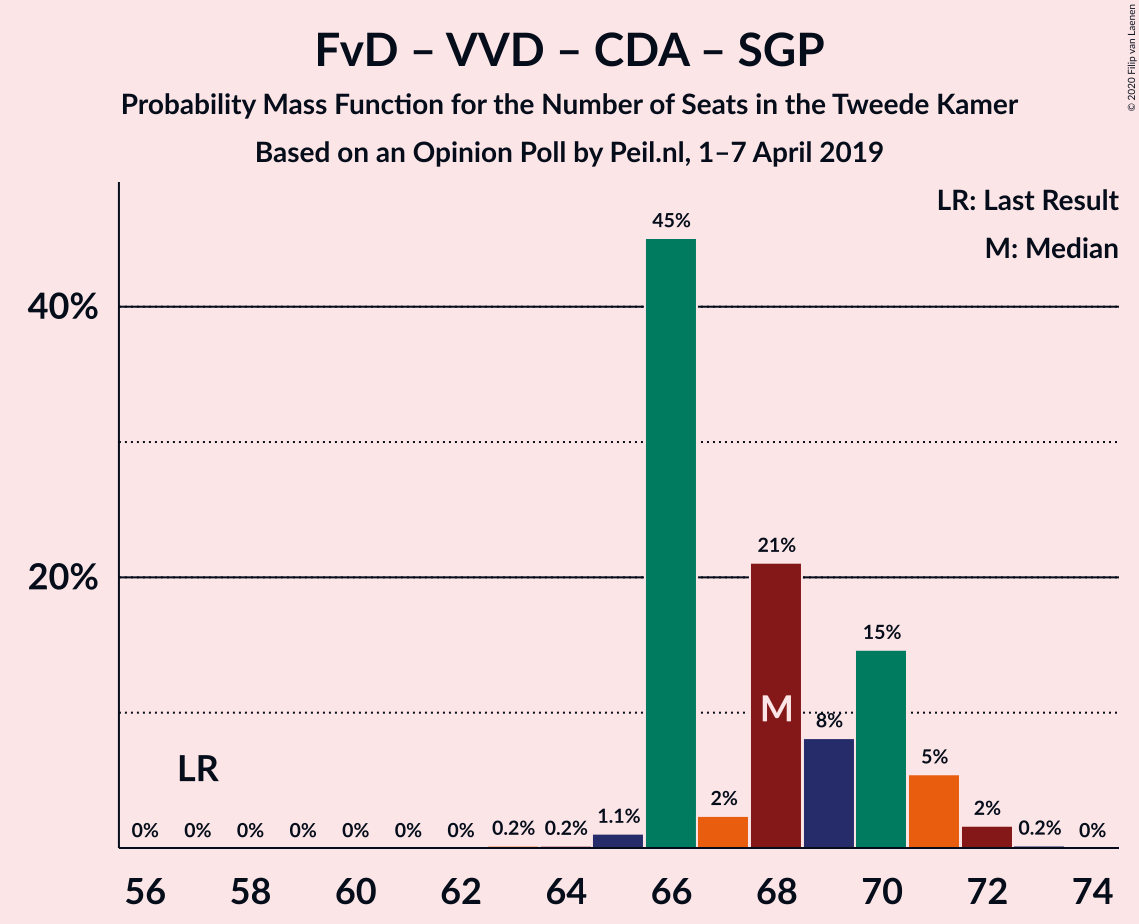 FvD – VVD – CDA – SGP
Probability Mass Function for the Number of Seats in the Tweede Kamer
Based on an Opinion Poll by Peil.nl, 1–7 April 2019
© 2020 Filip van Laenen
LR: Last Result
M: Median
45%
40%
21%
20%
15%
M
8%
LR
5%
2%
2%
1.1%
0% 0% 0% 0% 0% 0% 0% 0.2% 0.2% 0.2% 0%
56 58 60 62 64 66 68 70 72 74